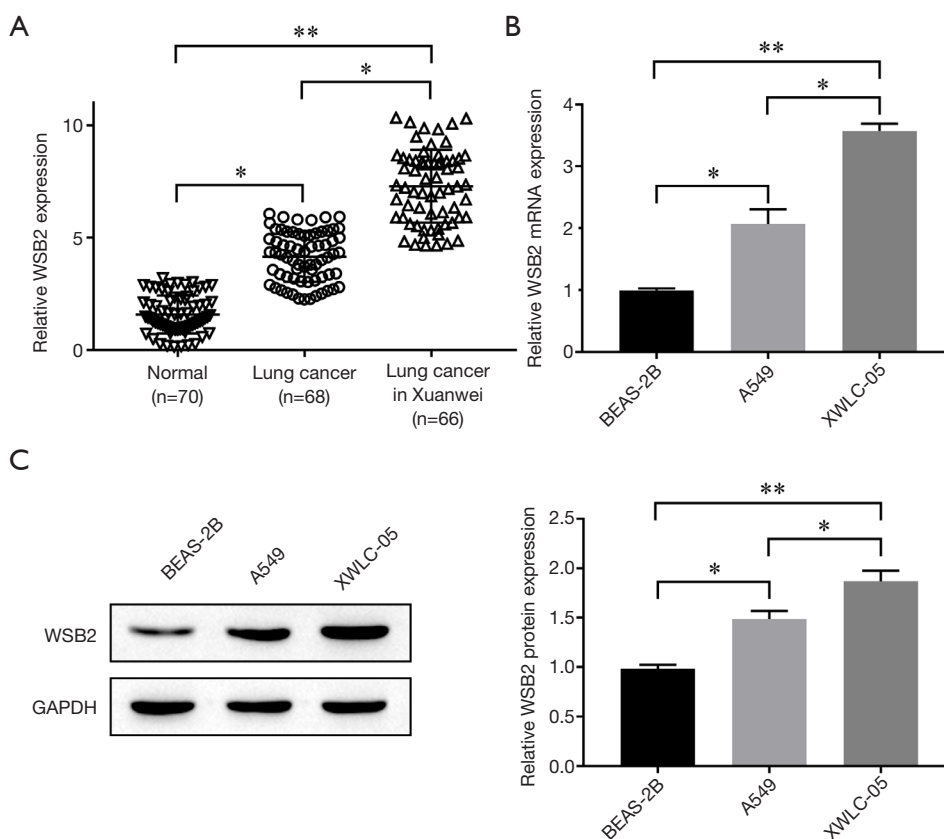 A
**
*
*
Relative WSB2 expression
10
5
0
Normal
(n=70)
Lung cancer
(n=68)
Lung cancer
in Xuanwei
(n=66)
B
**
*
*
Relative WSB2 mRNA expression
4
3
2
1
0
BEAS-2B
A549
XWLC-05
C
BEAS-2B
A549
XWLC-05
WSB2
GAPDH
**
*
*
Relative WSB2 protein expression
2.5
2.0
1.5
1.0
0.5
0.0
BEAS-2B
A549
XWLC-05